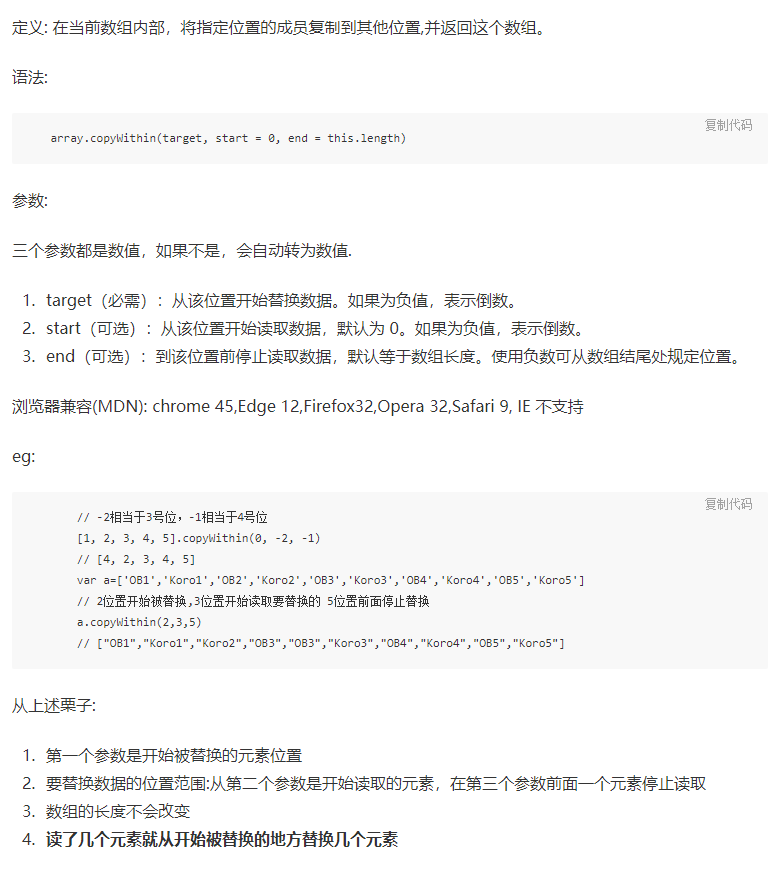 定义: 在当前数组内部，将指定位置的成员复制到其他位置,并返回这个数组。
语法:
复制代码
array.copyWithin(target, start = 0, end = this.length)
参数:
三个参数都是数值，如果不是，会自动转为数值.
1. target（必需）：从该位置开始替换数据。如果为负值，表示倒数。
2. start（可选）：从该位置开始读取数据，默认为 0。如果为负值，表示倒数。
3. end（可选）：到该位置前停止读取数据，默认等于数组长度。使用负数可从数组结尾处规定位置。
浏览器兼容(MDN): chrome 45,Edge 12,Firefox32,Opera 32,Safari 9, IE 不支持
eg:
复制代码
// -2相当于3号位，-1相当于4号位
[1, 2, 3, 4, 5].copyWithin(0, -2, -1)
// [4, 2, 3, 4, 5]
var a=['OB1','Koro1','OB2','Koro2','OB3','Koro3','OB4','Koro4','OB5','Koro5']
// 2位置开始被替换,3位置开始读取要替换的 5位置前面停止替换
a.copyWithin(2,3,5)
// ["OB1","Koro1","Koro2","OB3","OB3","Koro3","OB4","Koro4","OB5","Koro5"]
从上述栗子:
1. 第一个参数是开始被替换的元素位置
2. 要替换数据的位置范围:从第二个参数是开始读取的元素，在第三个参数前面一个元素停止读取
3. 数组的长度不会改变
4. 读了几个元素就从开始被替换的地方替换几个元素